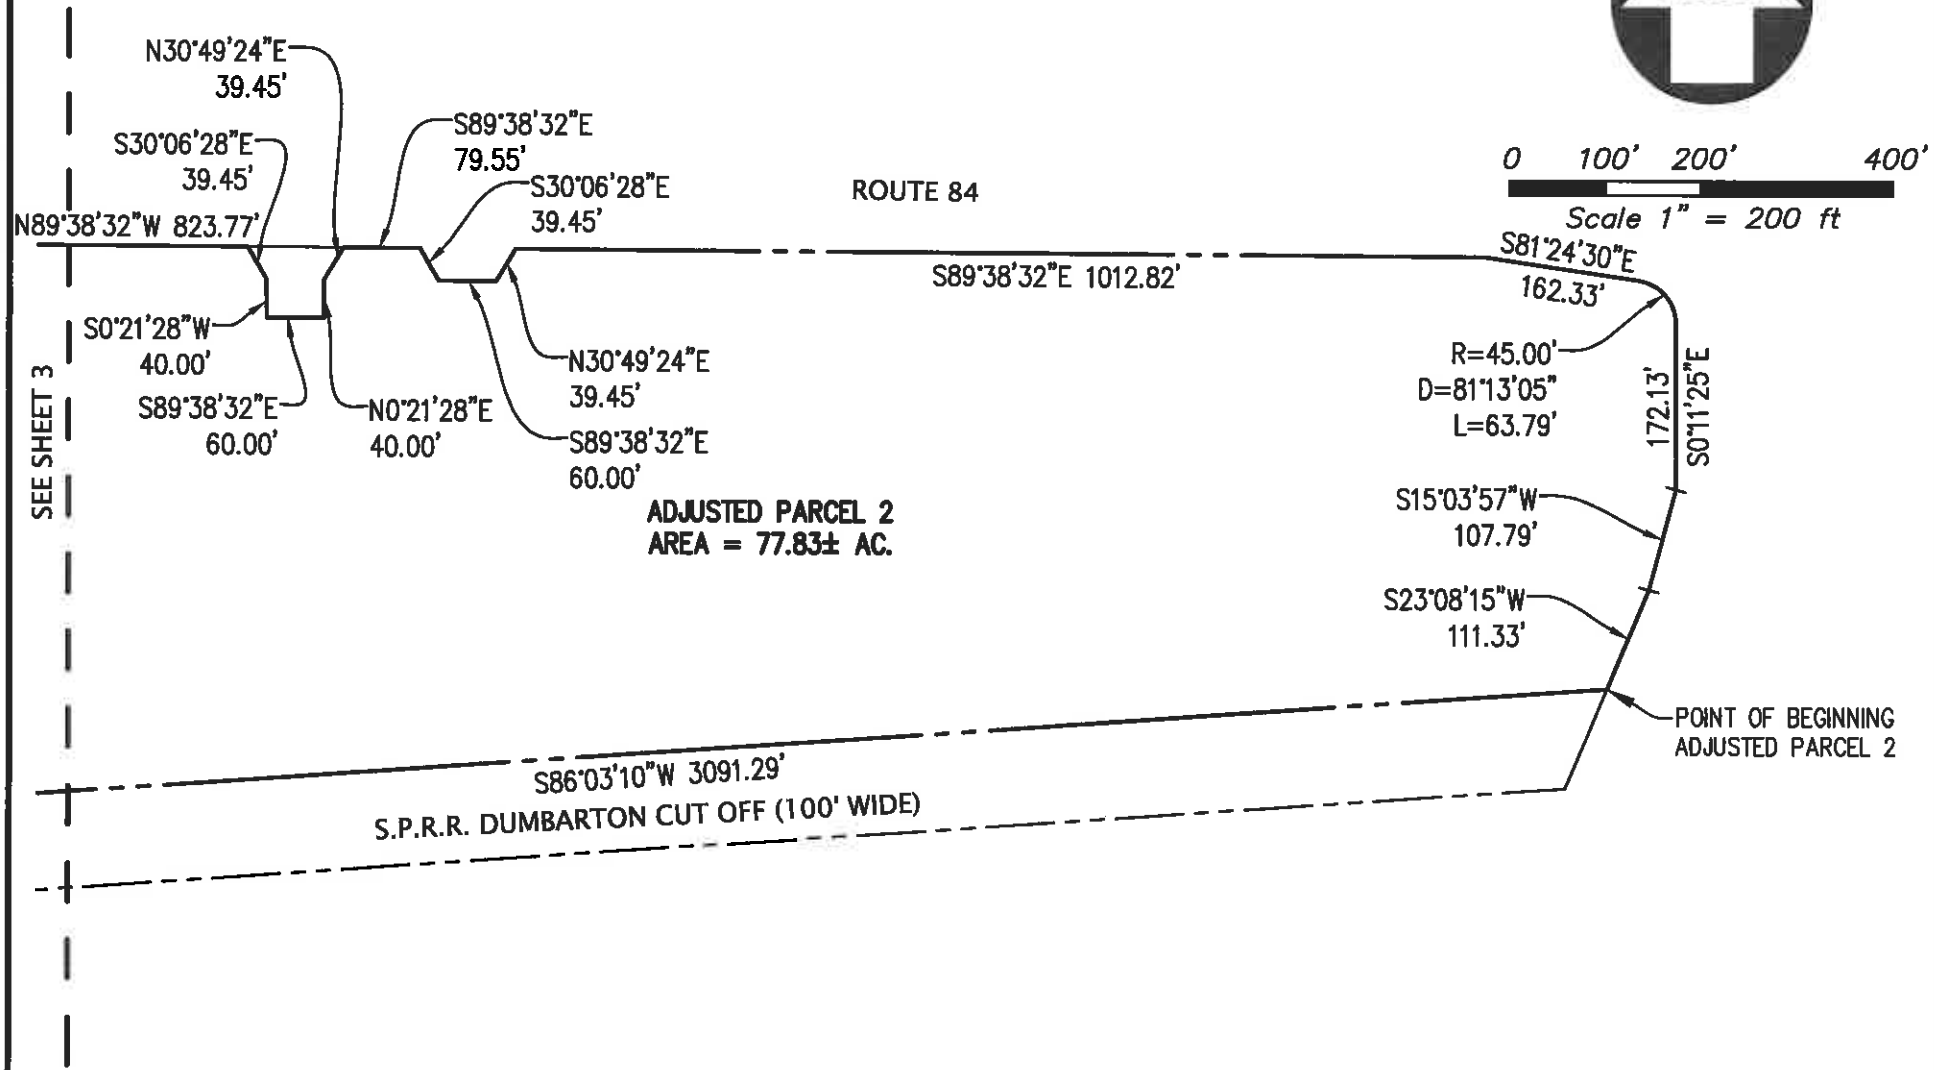 N30°49'24"E
39.45'
S30°06'28"E
39.45'
N89°38'32"W 823.77'
S89°38'32"E
79.55'
S30°06'28"E
39.45'
ROUTE 84
0 100' 200' 400'
Scale 1" = 200 ft
S81°24'30"E
162.33'
S89°38'32"E 1012.82'
S0°21'28"W
40.00'
S89°38'32"E
60.00'
N0°21'28"E
40.00'
N30°49'24"E
39.45'
S89°38'32"E
60.00'
R=45.00'
D=81°13'05"
L=63.79'
172.13'
S0°11'25"E
SEE SHEET 3
ADJUSTED PARCEL 2
AREA = 77.83± AC.
S15°03'57"W
107.79'
S23°08'15"W
111.33'
POINT OF BEGINNING
ADJUSTED PARCEL 2
S86°03'10"W 3091.29'
S.P.R.R. DUMBARTON CUT OFF (100' WIDE)